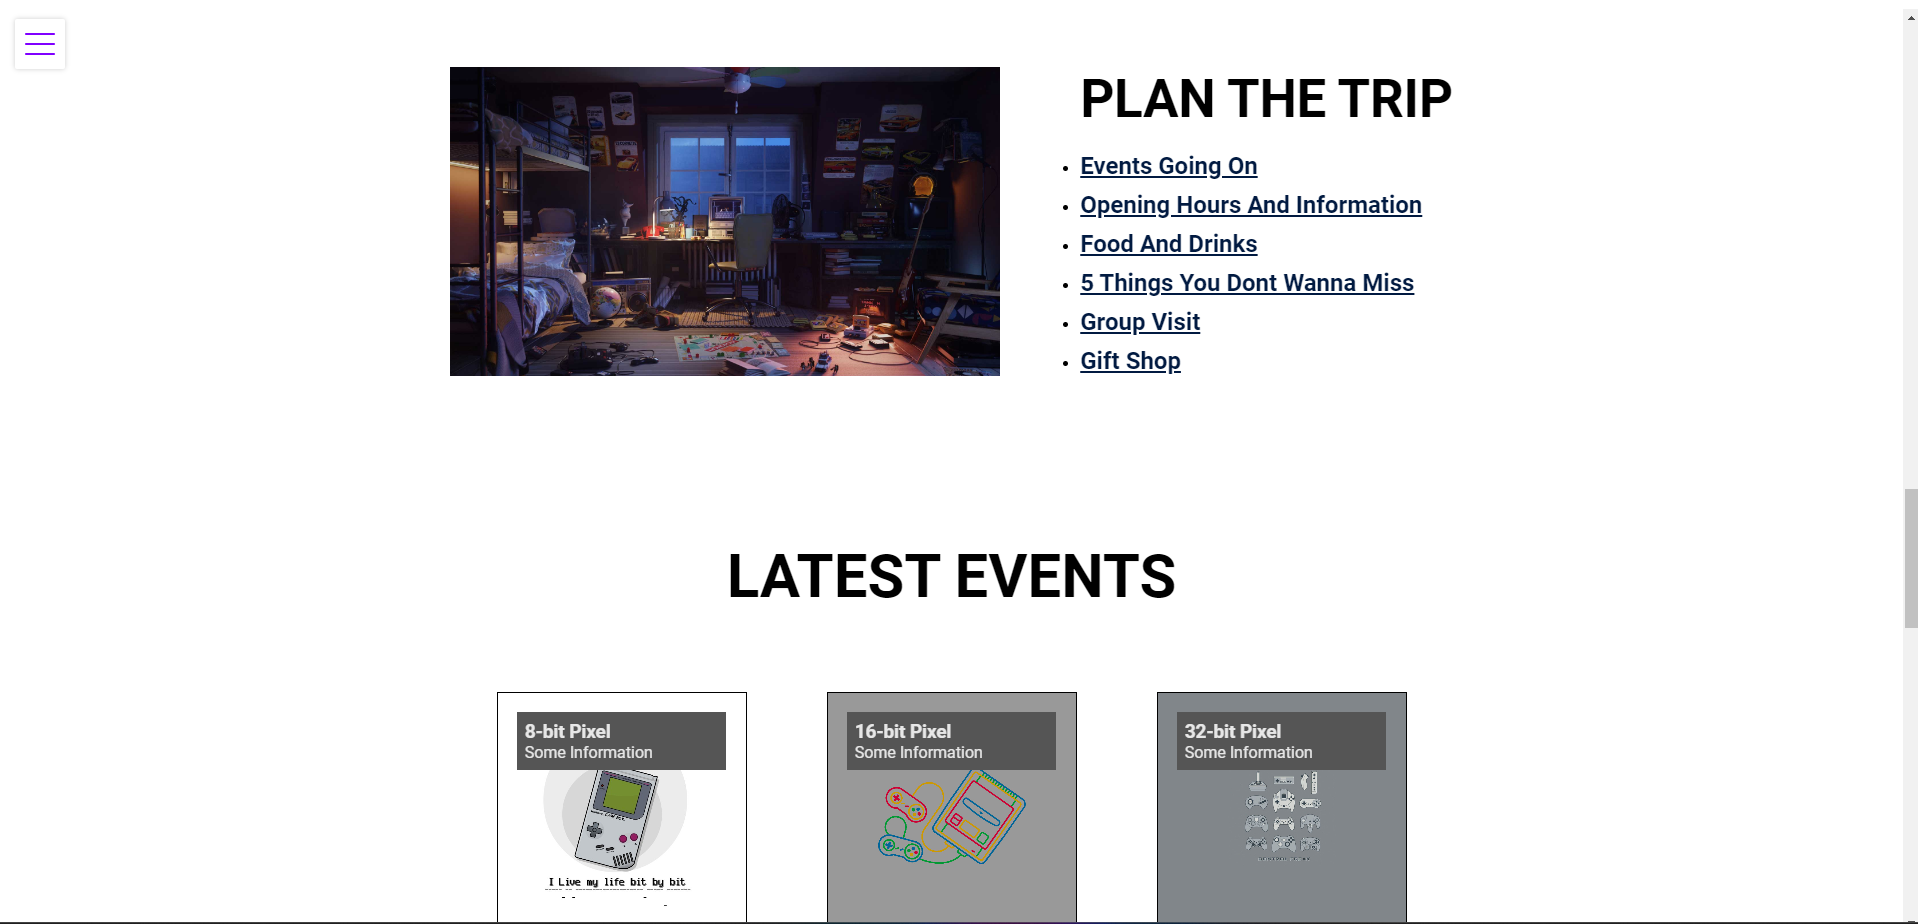 PLAN THE TRIP
Events Going On
Opening Hours And Information
Food And Drinks
5 Things You Dont Wanna Miss
Group Visit
Gift Shop
LATEST EVENTS
8-bit Pixel
Some Information
16-bit Pixel
Some Information
32-bit Pixel
Some Information
I Live my life bit by bit